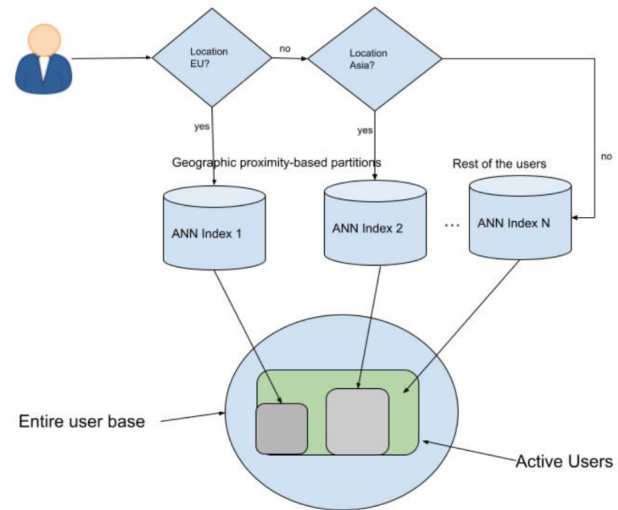 Location
EU?
no
Location
Asia?
yes
yes
no
Geographic proximity-based partitions
Rest of the users
ANN Index 1
ANN Index 2
...
ANN Index N
Entire user base
Active Users